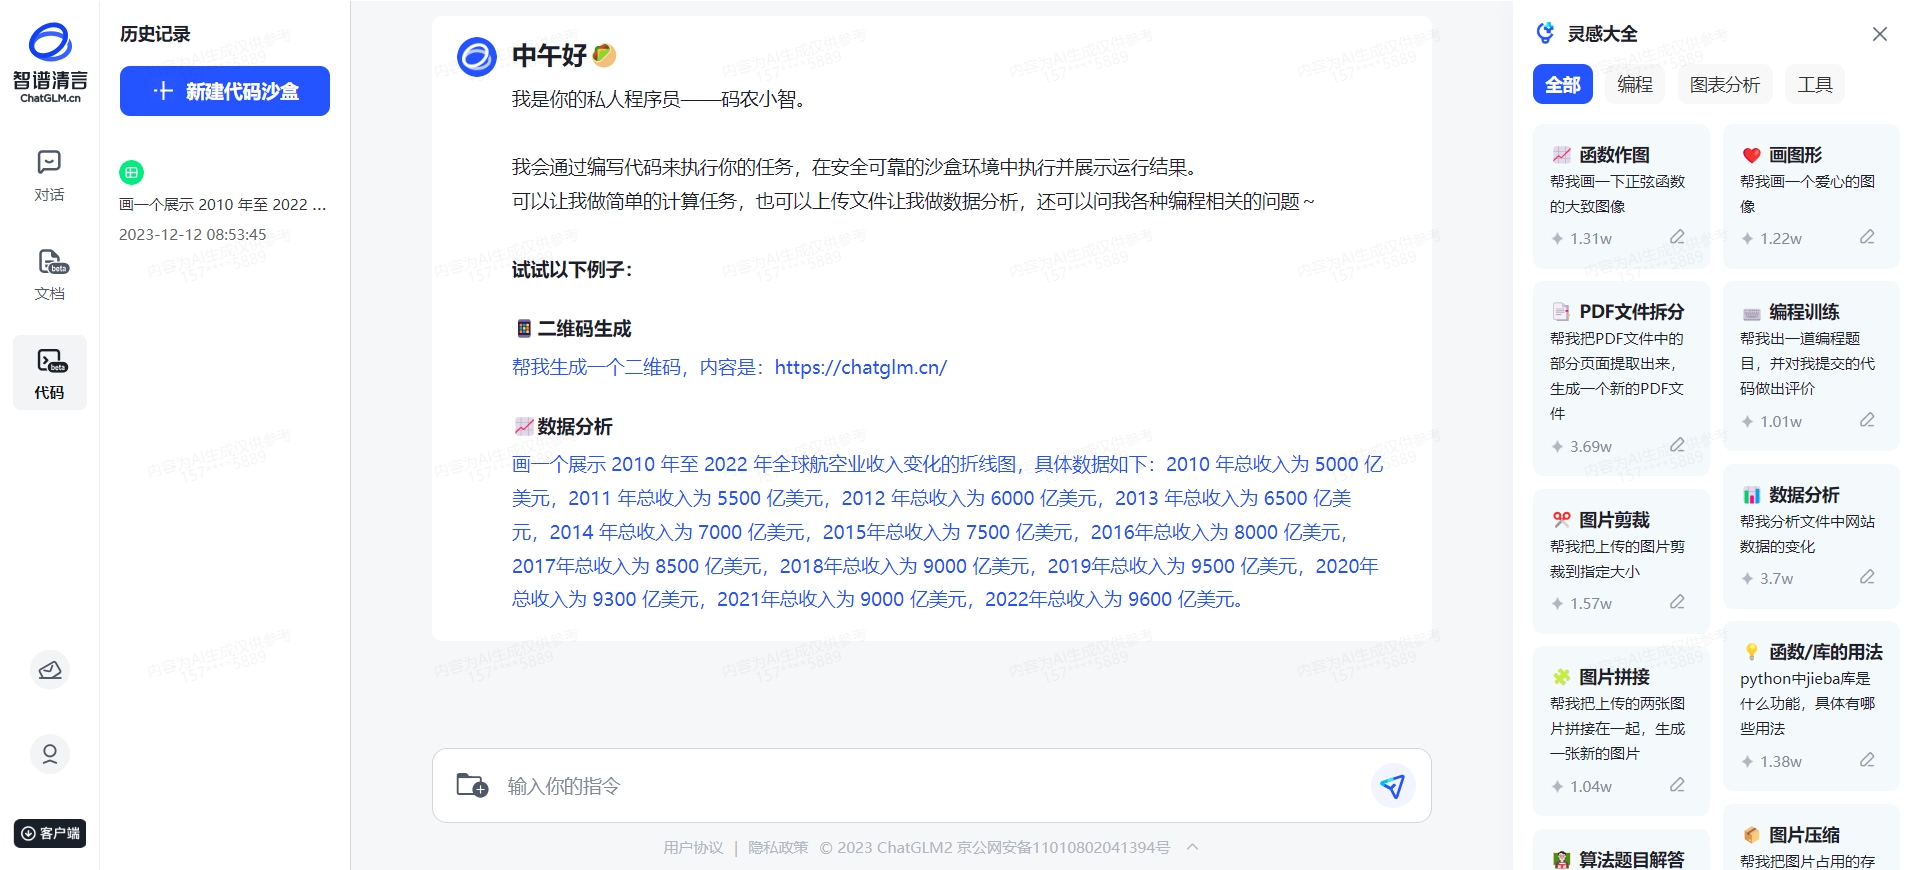 智谱清言
ChatGLM.cn
对话
beta
文档
beta
代码
客户端
历史记录
新建代码沙盒
画一个展示 2010 年至 2022 ...
2023-12-12 08:53:45
中午好
我是你的私人程序员——码农小智。
我会通过编写代码来执行你的任务，在安全可靠的沙盒环境中执行并展示运行结果。
可以让我做简单的计算任务，也可以上传文件让我做数据分析，还可以问我各种编程相关的问题～
试试以下例子：
二维码生成
帮我生成一个二维码，内容是：https://chatglm.cn/
数据分析
画一个展示 2010 年至 2022 年全球航空业收入变化的折线图，具体数据如下：2010 年总收入为 5000 亿
美元，2011 年总收入为 5500 亿美元，2012 年总收入为 6000 亿美元，2013 年总收入为 6500 亿美
元，2014 年总收入为 7000 亿美元，2015年总收入为 7500 亿美元，2016年总收入为 8000 亿美元，
2017年总收入为 8500 亿美元，2018年总收入为 9000 亿美元，2019年总收入为 9500 亿美元，2020年
总收入为 9300 亿美元，2021年总收入为 9000 亿美元，2022年总收入为 9600 亿美元。
输入你的指令
用户协议 | 隐私政策 © 2023 ChatGLM2 京公网安备11010802041394号
灵感大全
全部 编程 图表分析 工具
函数作图
帮我画一下正弦函数
的大致图像
1.31w
画图形
帮我画一个爱心的图
像
1.22w
PDF文件拆分
帮我把PDF文件中的
部分页面提取出来，
生成一个新的PDF文
件
3.69w
编程训练
帮我出一道编程题
目，并对我提交的代
码做出评价
1.01w
图片剪裁
帮我把上传的图片剪
裁到指定大小
1.57w
数据分析
帮我分析文件中网站
数据的变化
3.7w
图片拼接
帮我把上传的两张图
片拼接在一起，生成
一张新的图片
1.04w
函数/库的用法
python中jieba库是
什么功能，具体有哪
些用法
1.38w
算法题目解答
图片压缩
帮我把图片占用的存
内容为AI生成仅供参考
157****5889